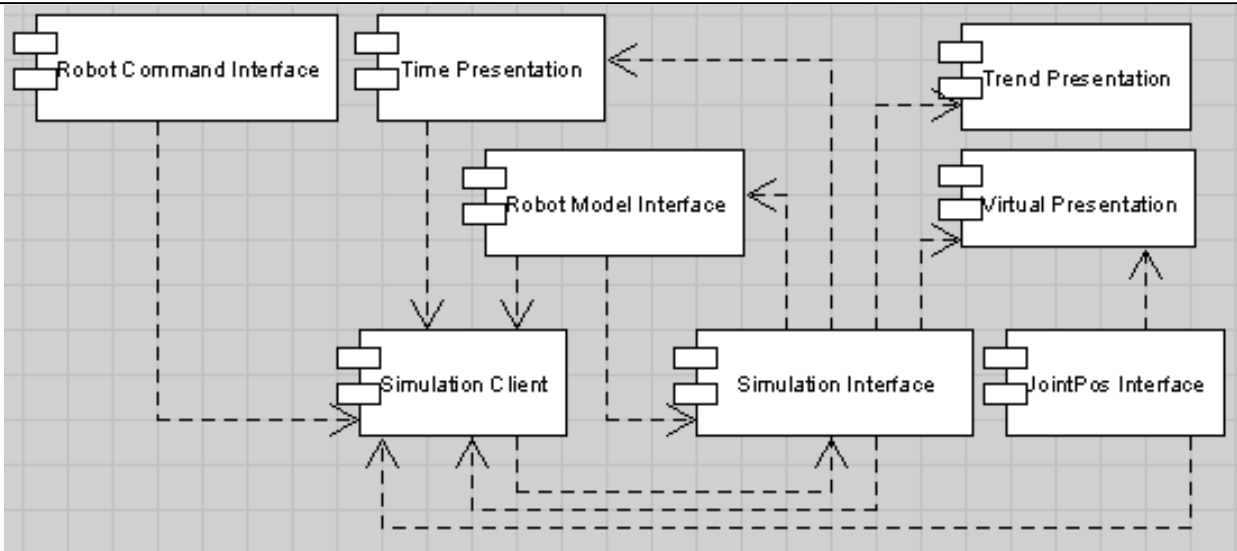 Robot Command Interface
Time Presentation
Trend Presentation
Robot Model Interface
Virtual Presentation
Simulation Client
Simulation Interface
JointPos Interface